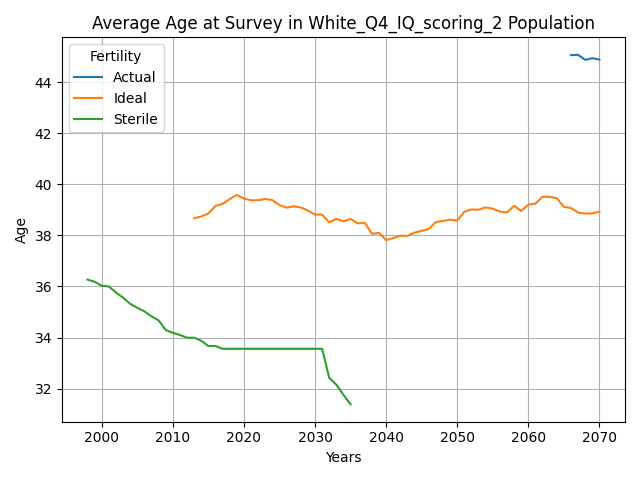 Average Age at Survey in White_Q4_IQ_scoring_2 Population
Fertility
Actual
Ideal
Sterile
Age
44
42
40
38
36
34
32
2000 2010 2020 2030 2040 2050 2060 2070
Years